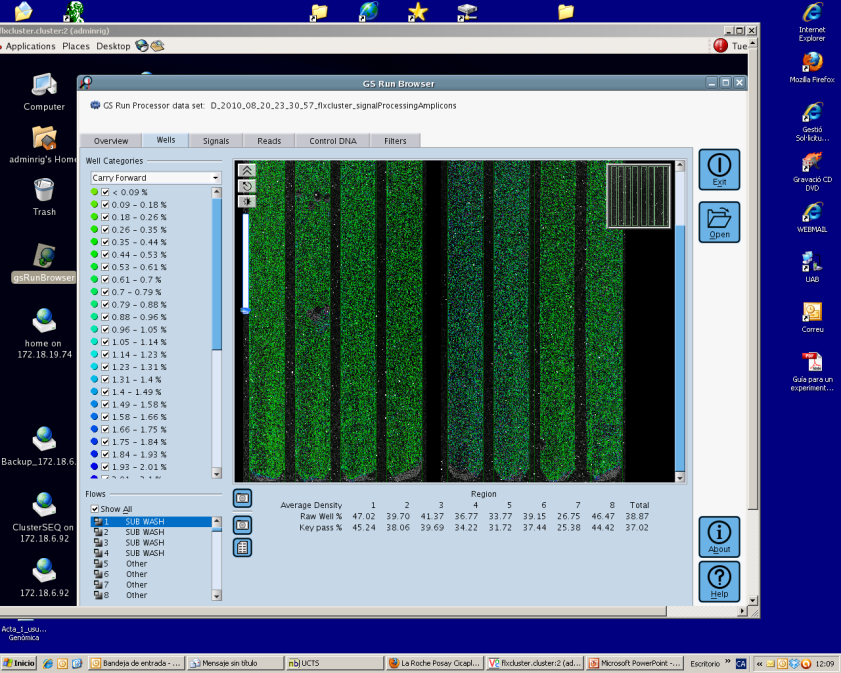 flxcluster.cluster:2 (adminrig)
Applications Places Desktop
Tue
GS Run Browser
GS Run Processor data set: D_2010_08_20_23_30_57_flxcluster_signalProcessingAmplicons
Overview Wells Signals Reads Control DNA Filters
Well Categories
Carry Forward
< 0.09 %
0.09 - 0.18 %
0.18 - 0.26 %
0.26 - 0.35 %
0.35 - 0.44 %
0.44 - 0.53 %
0.53 - 0.61 %
0.61 - 0.7 %
0.7 - 0.79 %
0.79 - 0.88 %
0.88 - 0.96 %
0.96 - 1.05 %
1.05 - 1.14 %
1.14 - 1.23 %
1.23 - 1.31 %
1.31 - 1.4 %
1.4 - 1.49 %
1.49 - 1.58 %
1.58 - 1.66 %
1.66 - 1.75 %
1.75 - 1.84 %
1.84 - 1.93 %
1.93 - 2.01 %
Flows
Show All
1 SUB WASH
2 SUB WASH
3 SUB WASH
4 SUB WASH
5 Other
6 Other
7 Other
8 Other
Region
Average Density 1 2 3 4 5 6 7 8 Total
Raw Well % 47.02 39.70 41.37 36.77 33.77 39.15 26.75 46.47 38.87
Key pass % 45.24 38.06 39.69 34.22 31.72 37.44 25.38 44.42 37.02
Exit
Open
About
Help
Computer
adminrig's Home
Trash
gsRunBrowser
home on
172.18.19.74
Backup_172.18.6.
ClusterSEQ on
172.18.6.92
172.18.6.92
Acta_1_usu...
Genòmica
Internet
Explorer
Mozilla Firefox
Gestió
Sol·licitu...
Gravació CD
DVD
WEBMAIL
UAB
Correu
Guía para un
experiment...
Inicio
Bandeja de entrada - ...
Mensaje sin título
UCTS
La Roche Posay Cicapl...
flxcluster.cluster:2 (ad...
Microsoft PowerPoint -...
Escritorio
CA
12:09